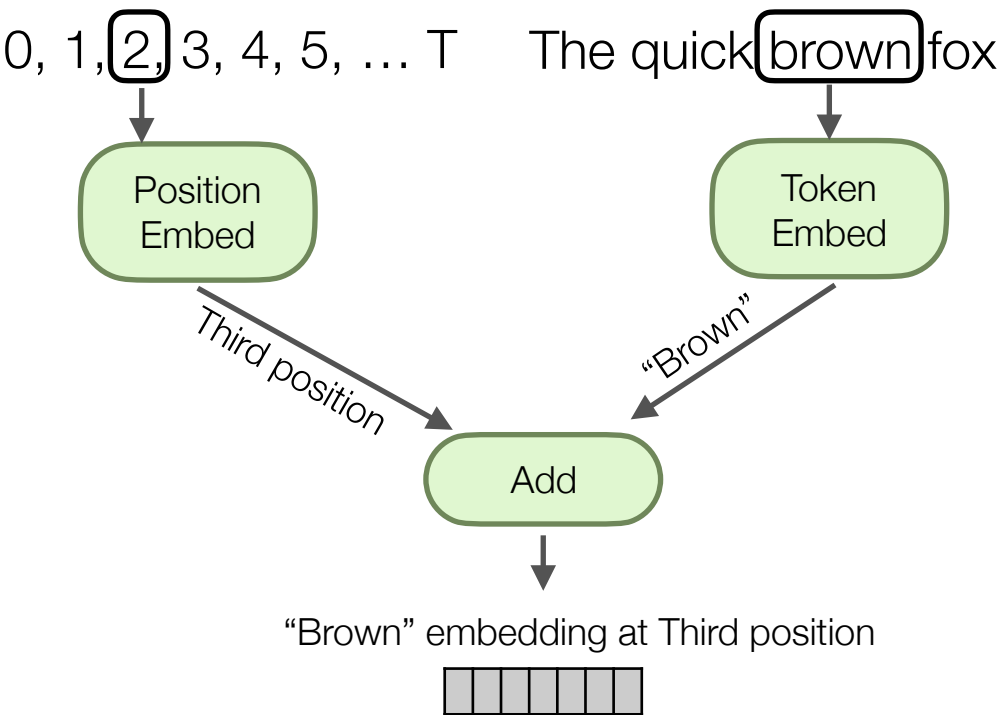 0, 1, 2, 3, 4, 5, … T
The quick brown fox
Position
Embed
Token
Embed
Third position
“Brown”
Add
“Brown” embedding at Third position